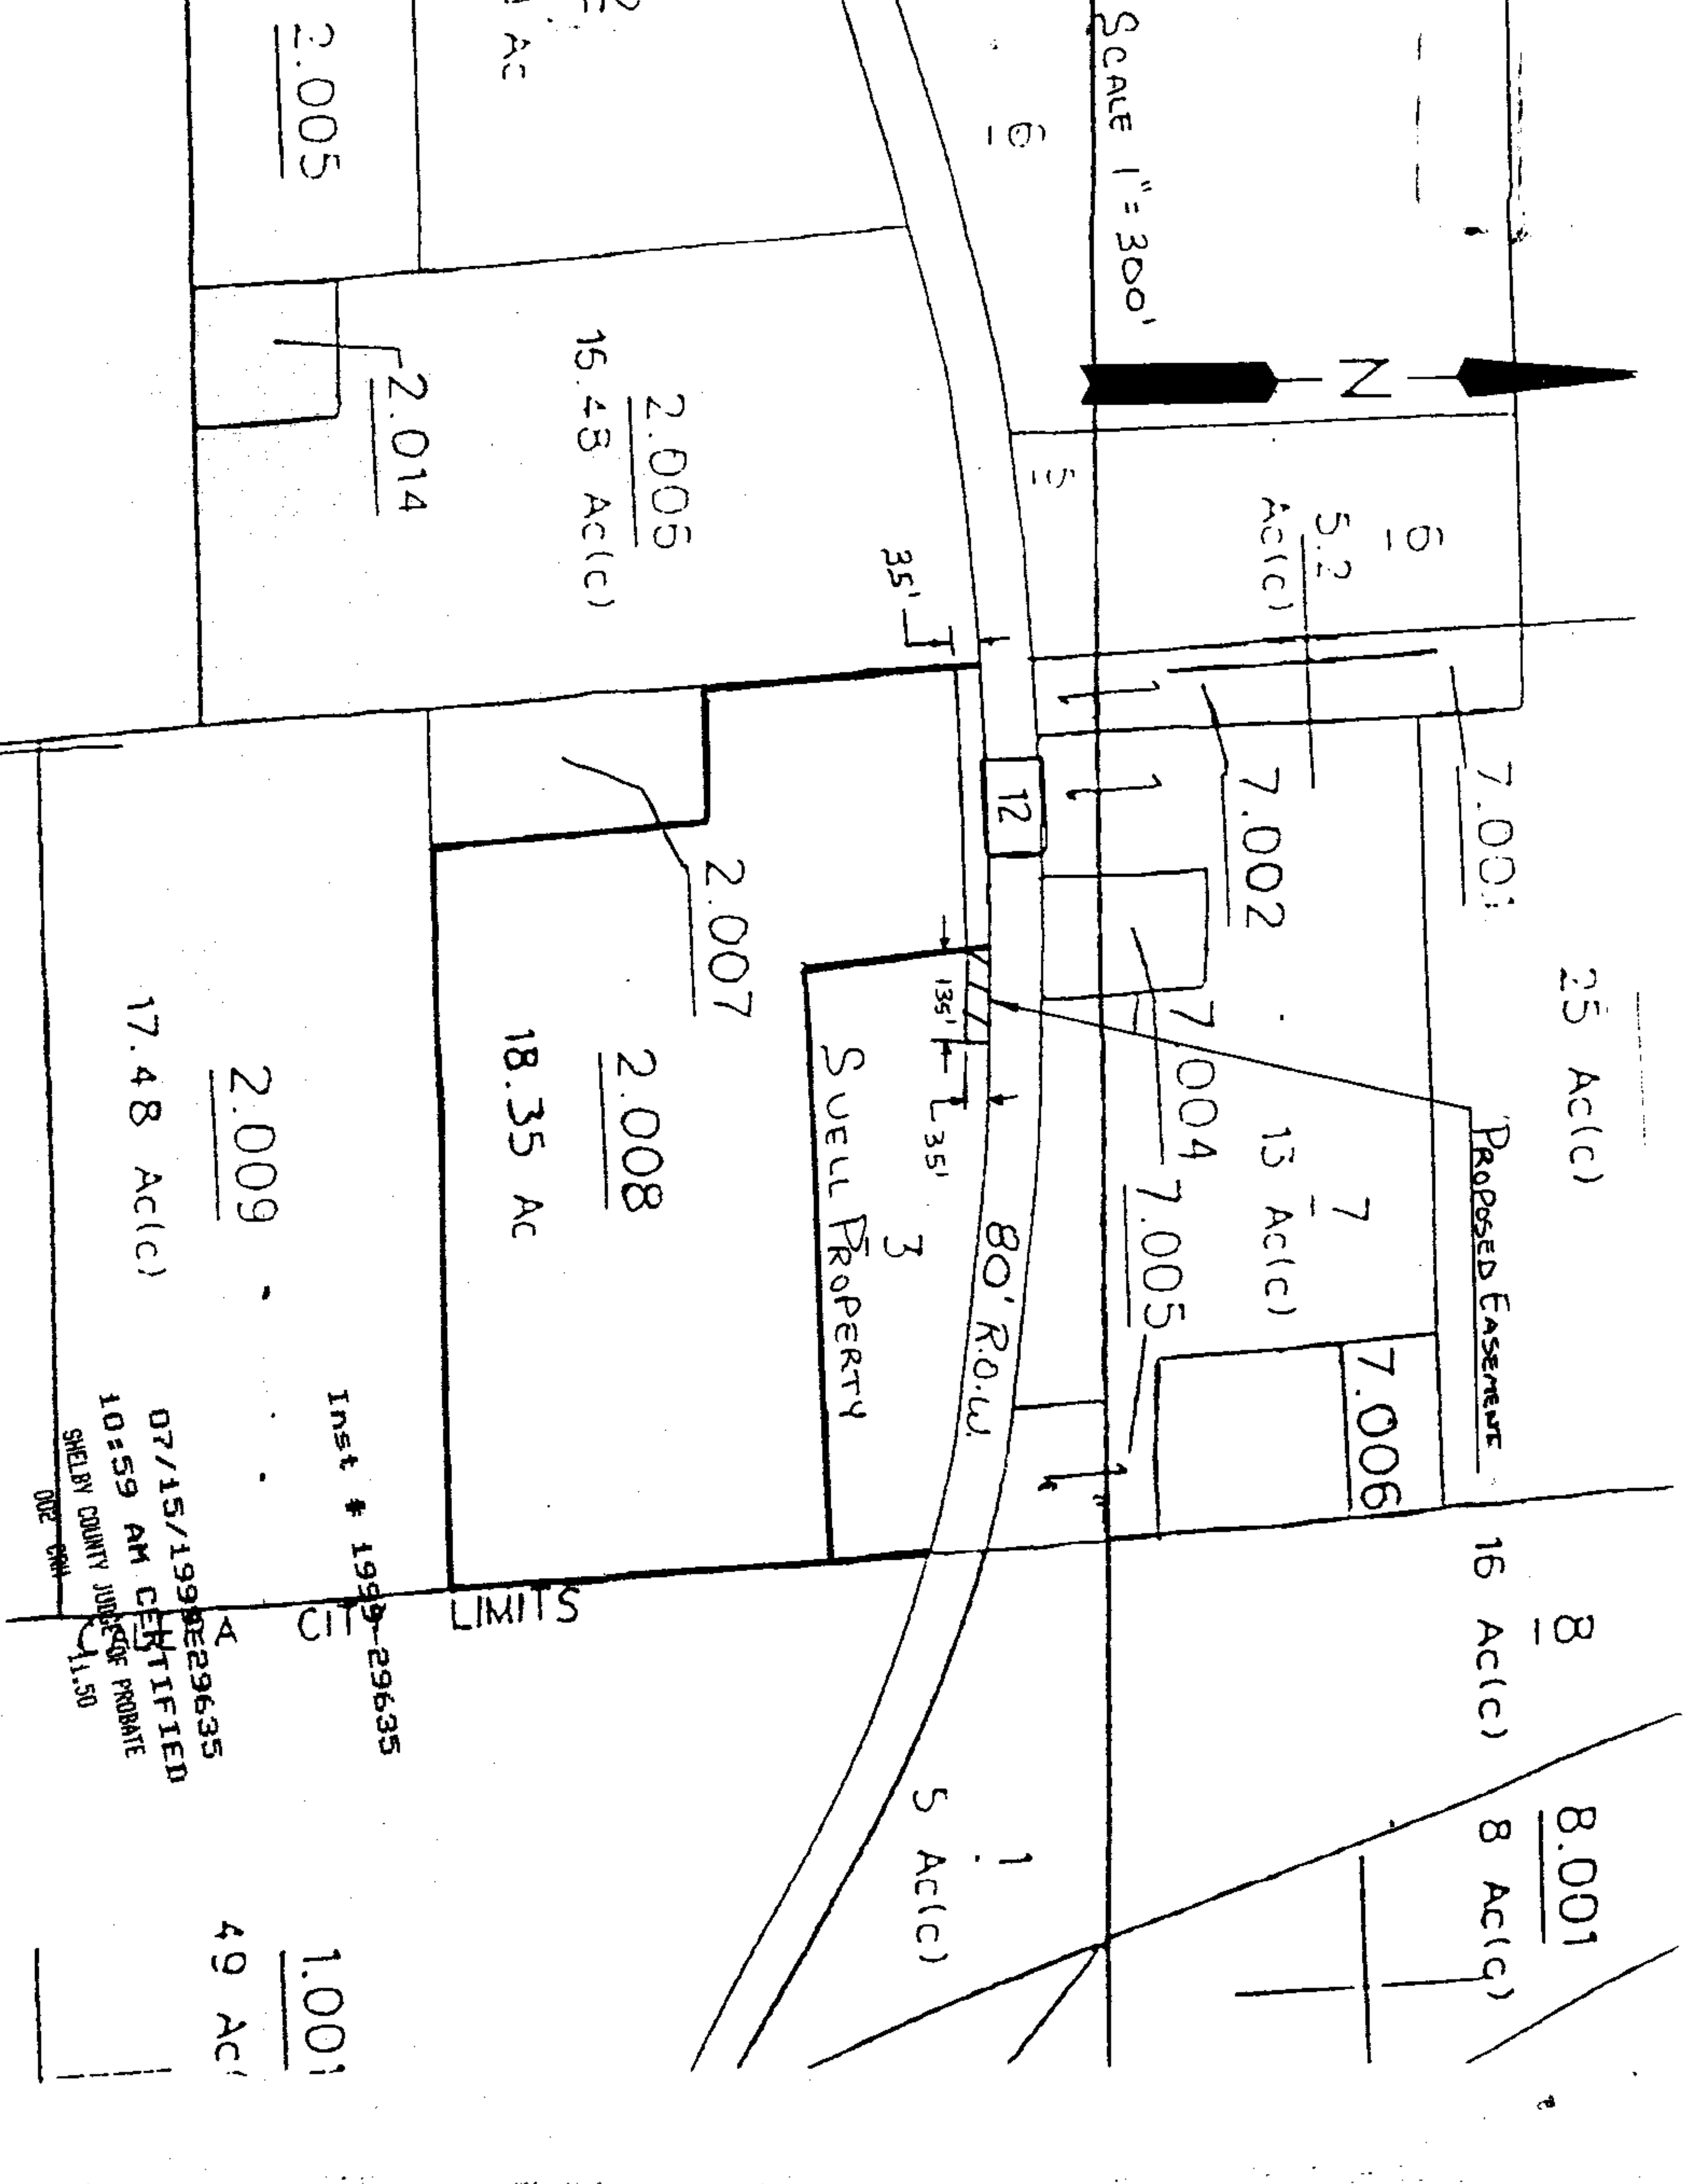 SCALE 1"=300'
N
6
5
6
5.2
Ac(c)
7.001
7.002
25 Ac(c)
7.004
7
15 Ac(c)
7.005
7.006
PROPOSED EASEMENT
16 Ac(c)
8
8.001
8 Ac(c)
12
80' R.O.W.
35'
135'
35'
3
SUELL PROPERTY
1
5 Ac(c)
Ac
2.005
2.005
15.48 Ac(c)
2.014
2.007
2.008
18.35 Ac
2.009
17.48 Ac(c)
CITY LIMITS
1.001
49 Ac(
Inst # 1999-29635
07/15/1999-29635
10:59 AM CERTIFIED
SHELBY COUNTY JUDGE OF PROBATE
002 CRH 11.50